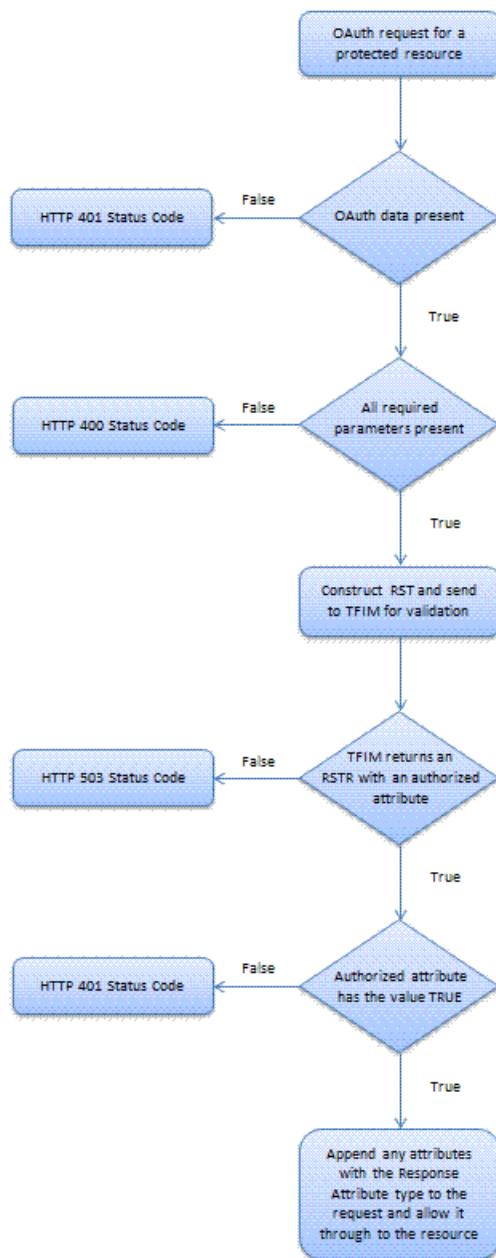 OAuth request for a
protected resource
False
HTTP 401 Status Code
OAuth data present
True
False
HTTP 400 Status Code
All required
parameters present
True
Construct RST and send
to TFIM for validation
False
HTTP 503 Status Code
TFIM returns an
RSTR with an authorized
attribute
True
False
HTTP 401 Status Code
Authorized attribute
has the value TRUE
True
Append any attributes
with the Response
Attribute type to the
request and allow it
through to the resource